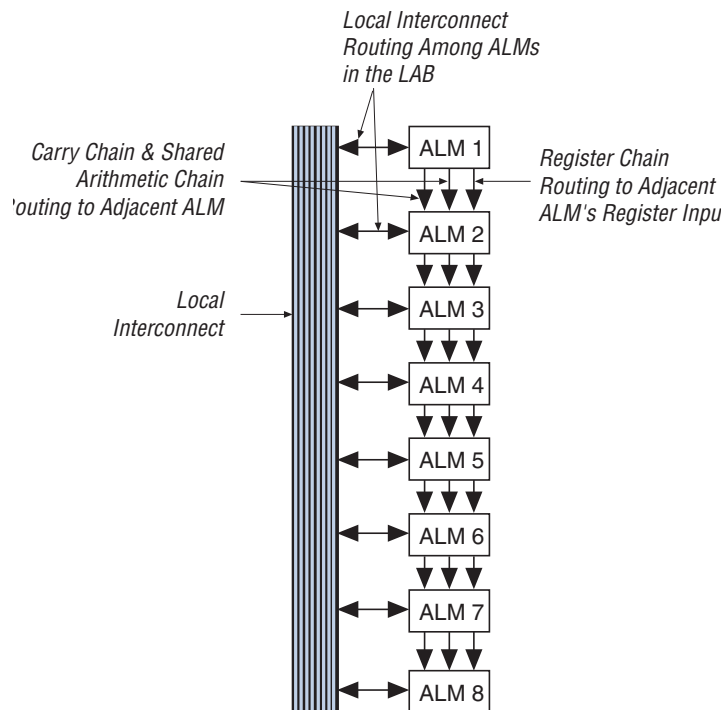 Local Interconnect
Routing Among ALMs
in the LAB
Carry Chain & Shared
Arithmetic Chain
Routing to Adjacent ALM
Register Chain
Routing to Adjacent
ALM's Register Inpu
Local
Interconnect
ALM 1
ALM 2
ALM 3
ALM 4
ALM 5
ALM 6
ALM 7
ALM 8